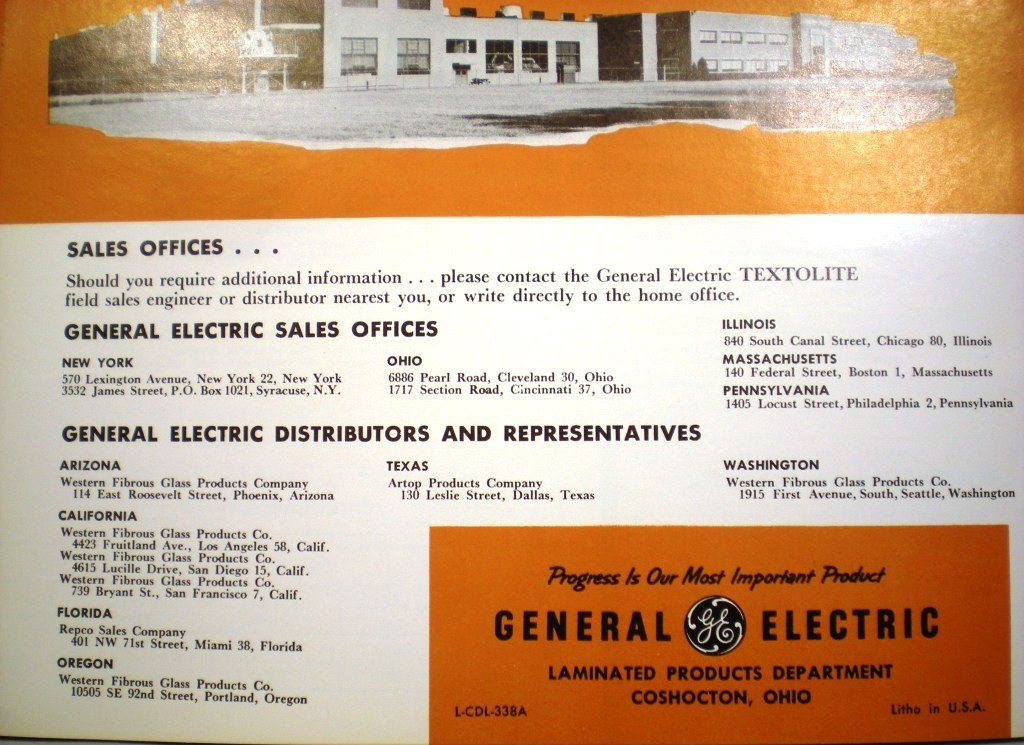 SALES OFFICES . . .
Should you require additional information . . . please contact the General Electric TEXTOLITE
field sales engineer or distributor nearest you, or write directly to the home office.
GENERAL ELECTRIC SALES OFFICES
NEW YORK
570 Lexington Avenue, New York 22, New York
3532 James Street, P.O. Box 1021, Syracuse, N.Y.
OHIO
6886 Pearl Road, Cleveland 30, Ohio
1717 Section Road, Cincinnati 37, Ohio
ILLINOIS
840 South Canal Street, Chicago 80, Illinois
MASSACHUSETTS
140 Federal Street, Boston 1, Massachusetts
PENNSYLVANIA
1405 Locust Street, Philadelphia 2, Pennsylvania
GENERAL ELECTRIC DISTRIBUTORS AND REPRESENTATIVES
ARIZONA
Western Fibrous Glass Products Company
114 East Roosevelt Street, Phoenix, Arizona
CALIFORNIA
Western Fibrous Glass Products Co.
4423 Fruitland Ave., Los Angeles 58, Calif.
Western Fibrous Glass Products Co.
4615 Lucille Drive, San Diego 15, Calif.
Western Fibrous Glass Products Co.
739 Bryant St., San Francisco 7, Calif.
FLORIDA
Repco Sales Company
401 NW 71st Street, Miami 38, Florida
OREGON
Western Fibrous Glass Products Co.
10505 SE 92nd Street, Portland, Oregon
TEXAS
Artop Products Company
130 Leslie Street, Dallas, Texas
WASHINGTON
Western Fibrous Glass Products Co.
1915 First Avenue, South, Seattle, Washington
Progress Is Our Most Important Product
GENERAL GE ELECTRIC
LAMINATED PRODUCTS DEPARTMENT
COSHOCTON, OHIO
L-CDL-338A
Litho in U.S.A.